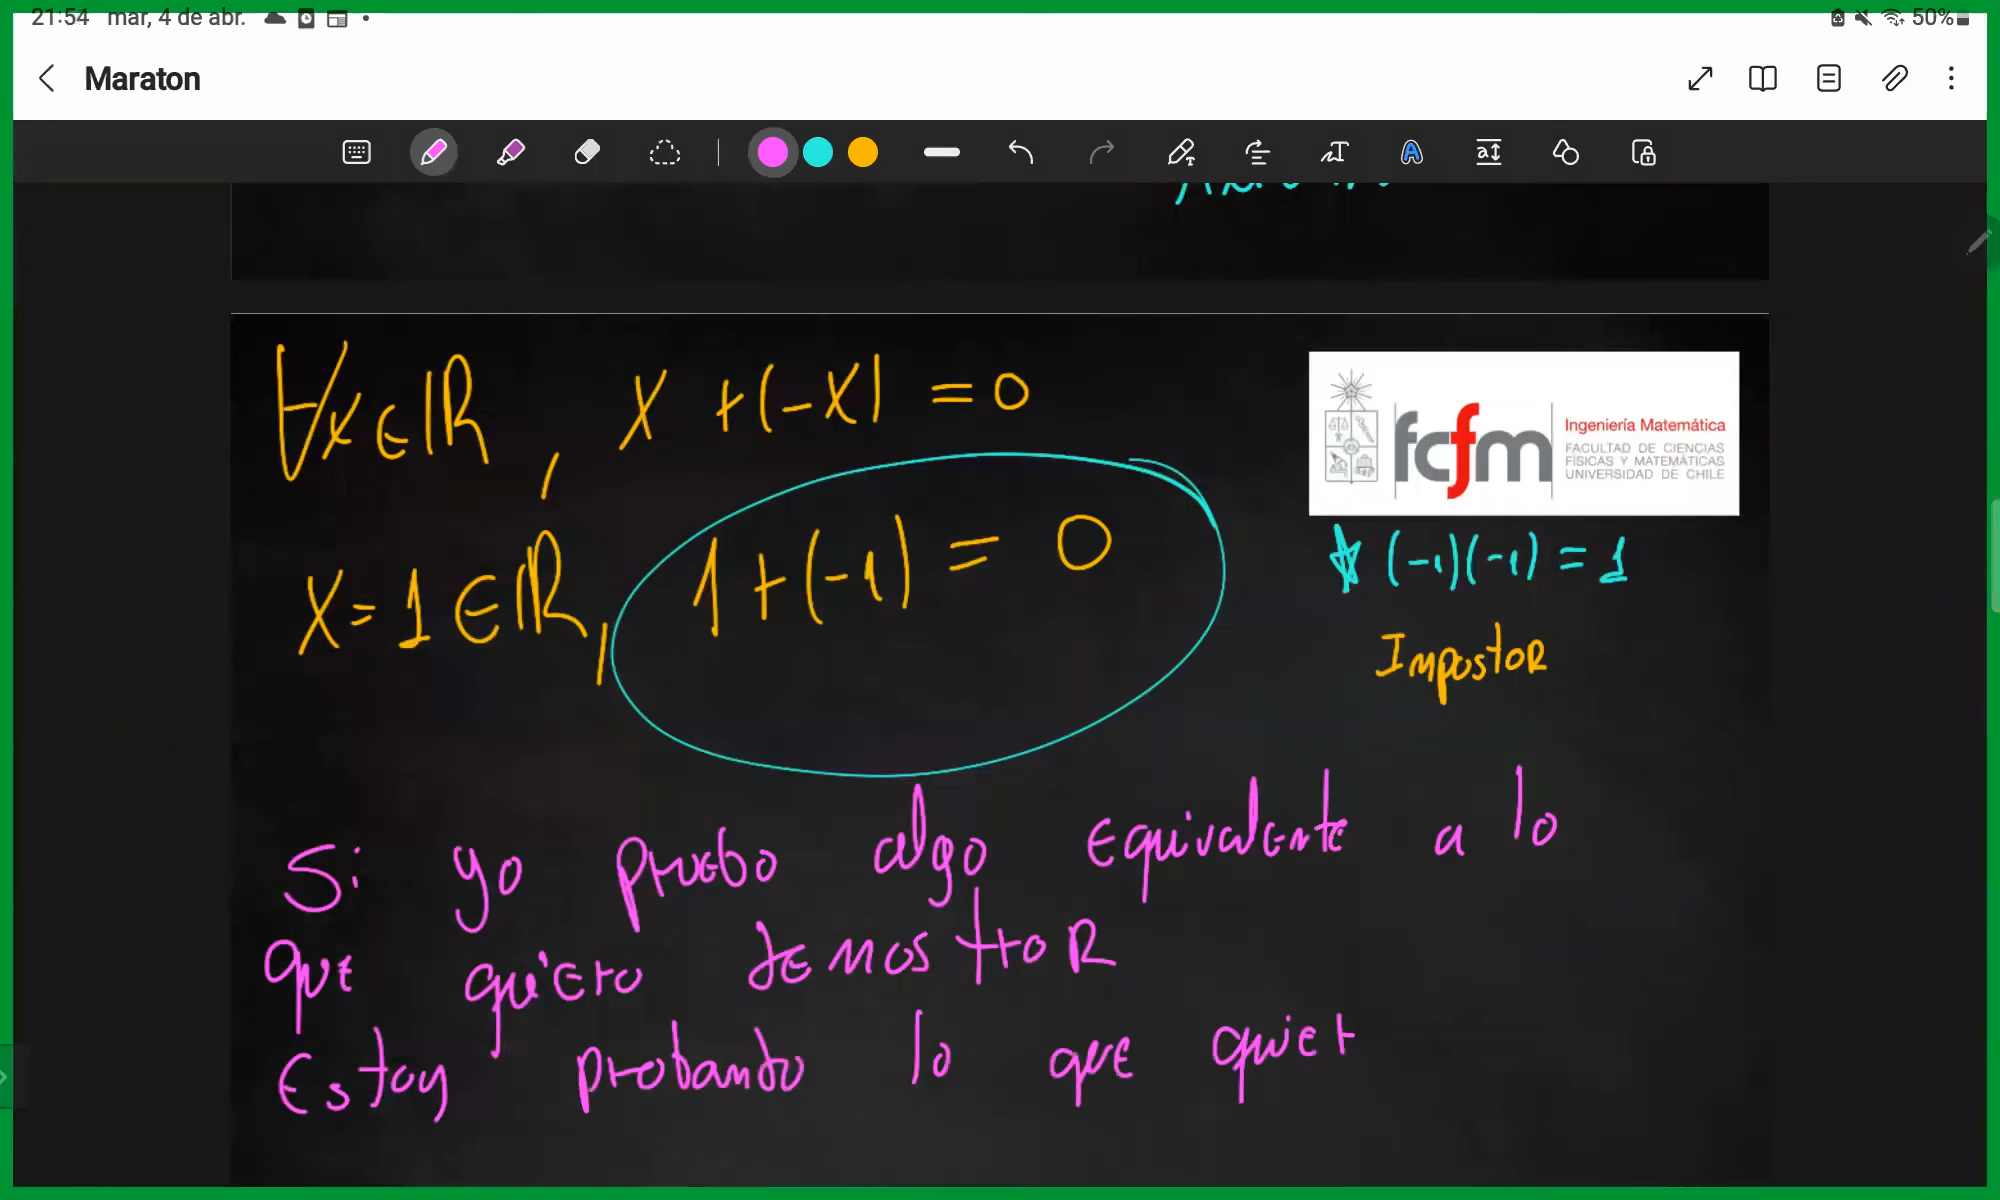 21:54 mar, 4 de abr. 50%
Maraton
∀x∈ℝ, x + (-x) = 0
fcfm
Ingeniería Matemática
FACULTAD DE CIENCIAS
FÍSICAS Y MATEMÁTICAS
UNIVERSIDAD DE CHILE
x = 1 ∈ ℝ, 1 + (-1) = 0
(-1)(-1) = 1
Impostor
Si yo pruebo algo equivalente a lo
que quiero demostrar
Estoy probando lo que quier